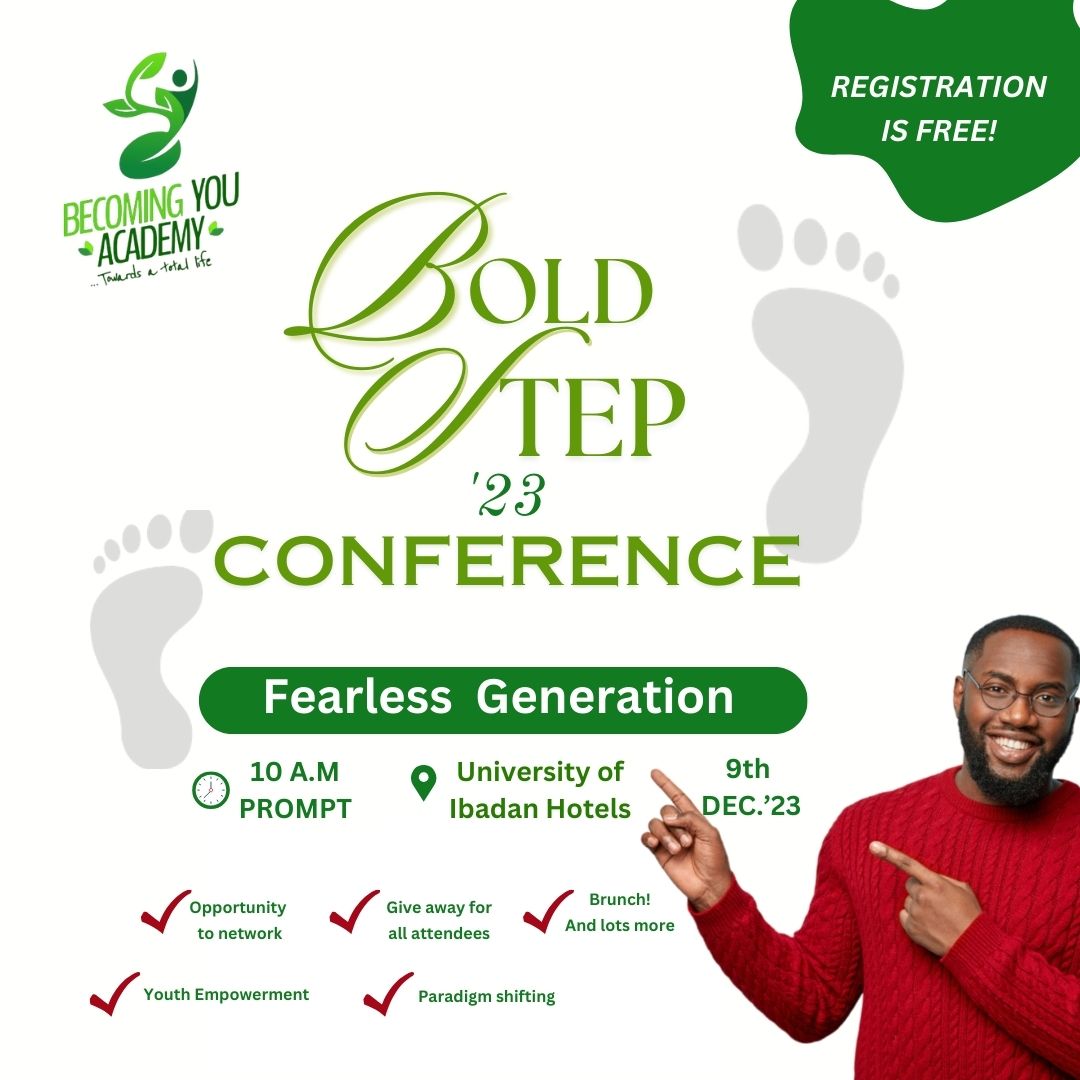 REGISTRATION
IS FREE!
BECOMING YOU
ACADEMY
...Towards a total life
BOLD
STEP
'23
CONFERENCE
Fearless Generation
10 A.M
PROMPT
University of
Ibadan Hotels
9th
DEC.’23
Opportunity
to network
Give away for
all attendees
Brunch!
And lots more
Youth Empowerment
Paradigm shifting